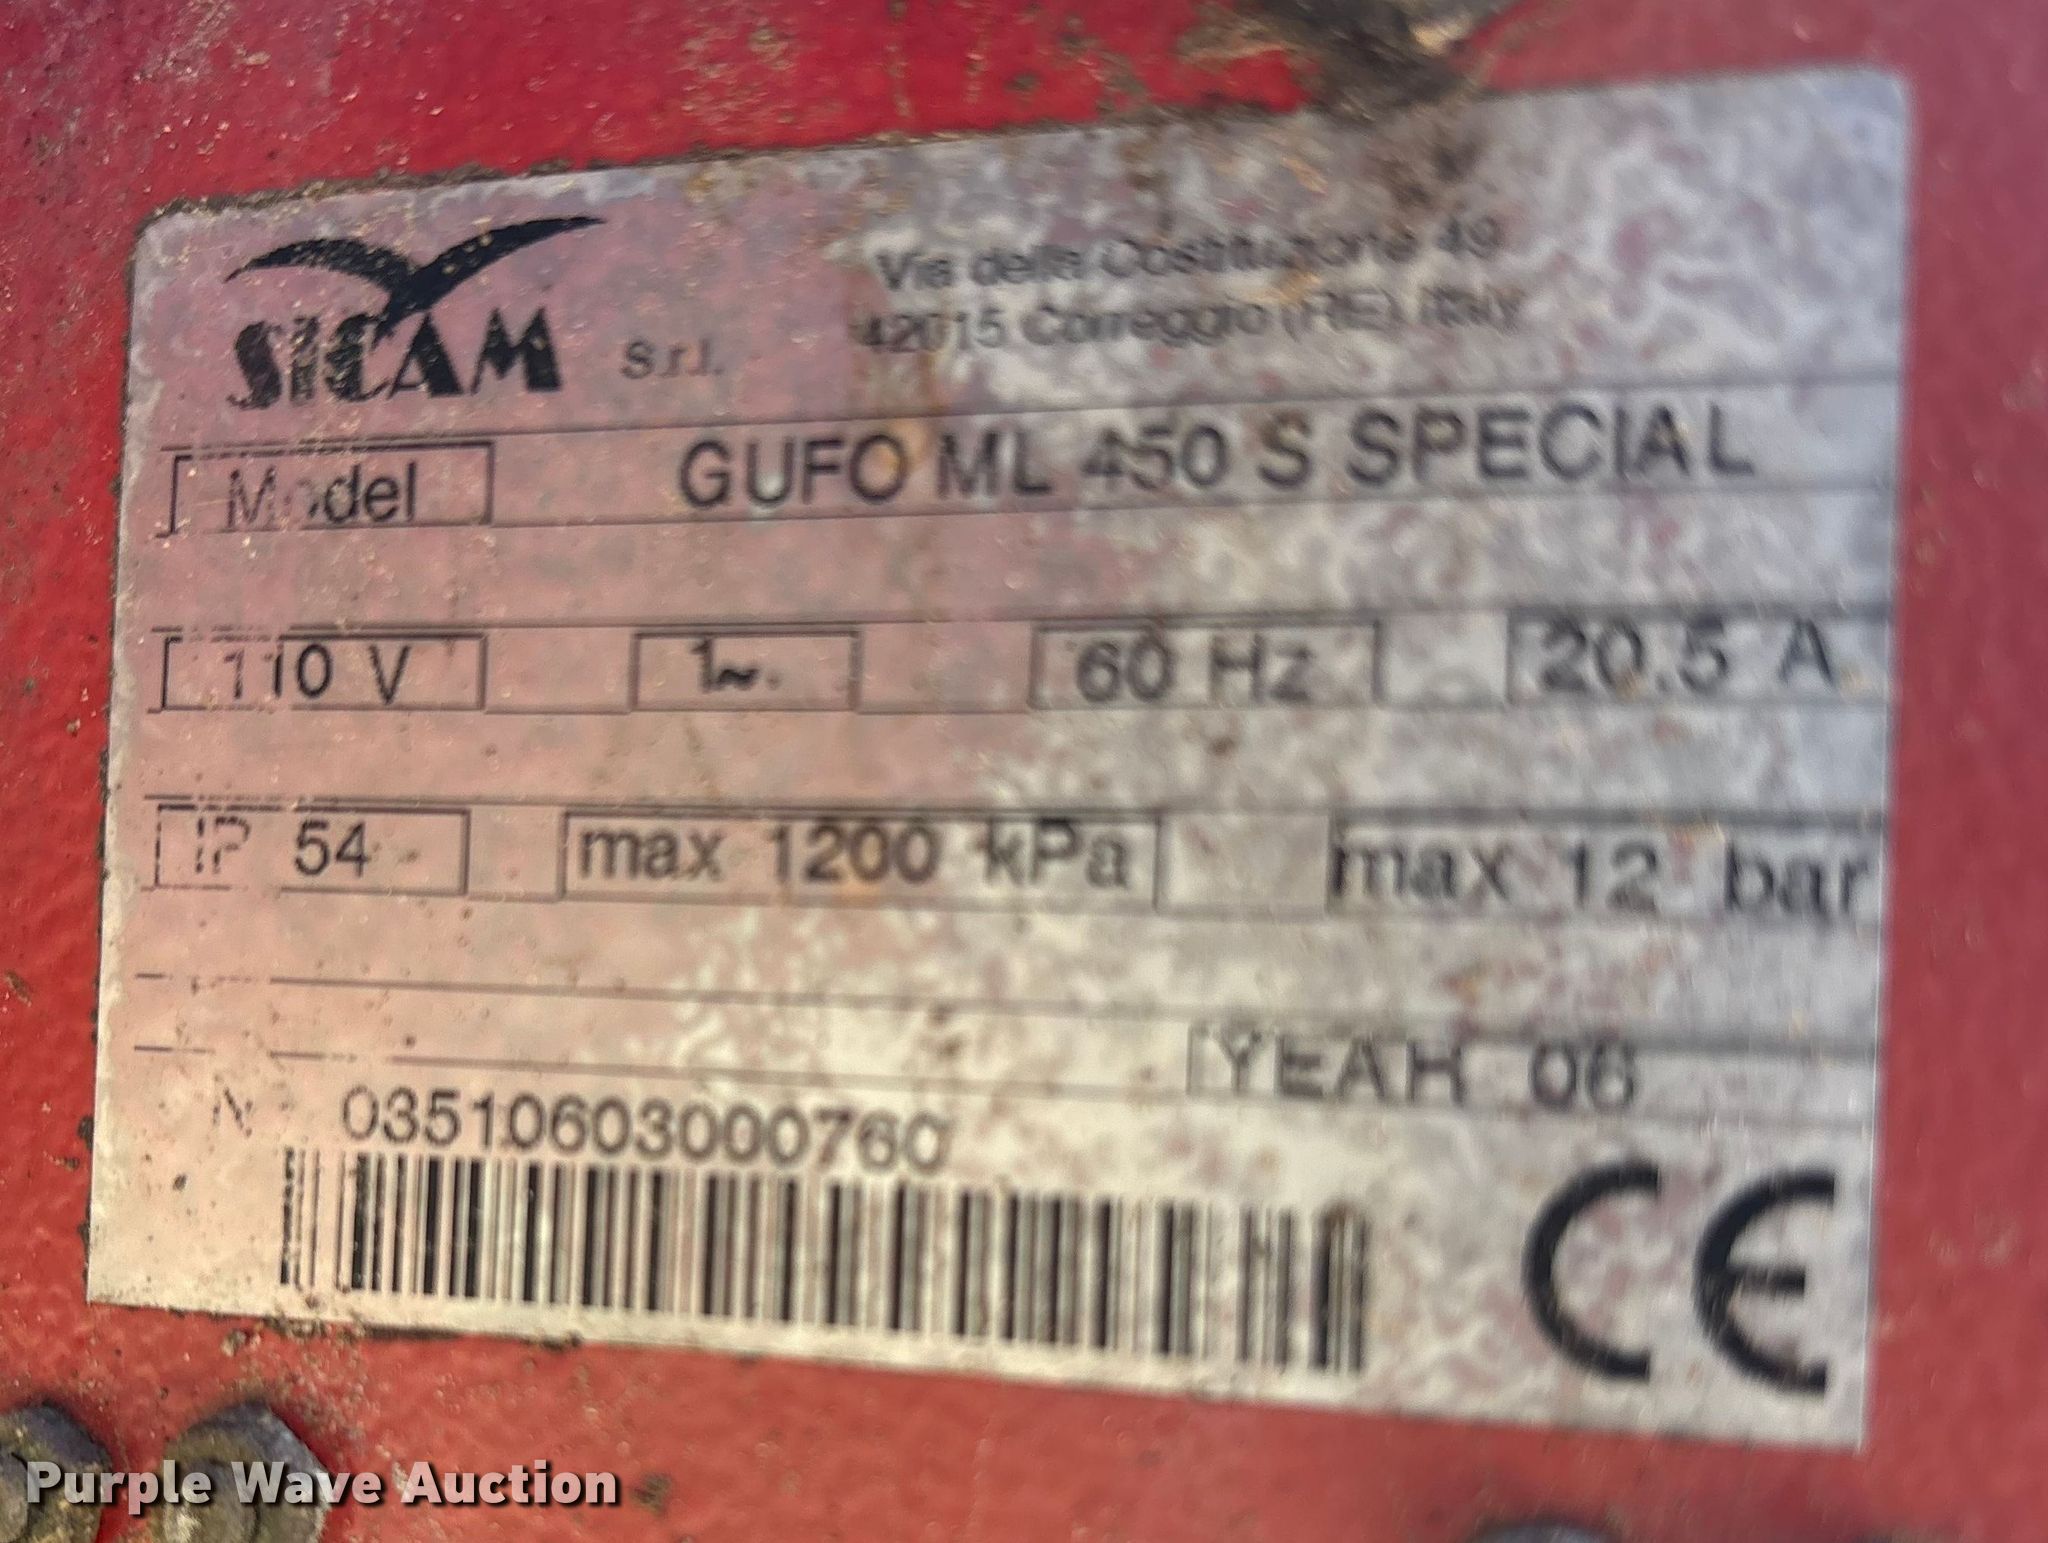 SICAM S.r.l.
Via della Costituzione 49
42015 Correggio (RE) Italy
Model GUFO ML 450 S SPECIAL
110 V 1~ 60 Hz 20.5 A
IP 54 max 1200 kPa max 12 bar
YEAR 06
N 03510603000760
CE
Purple Wave Auction